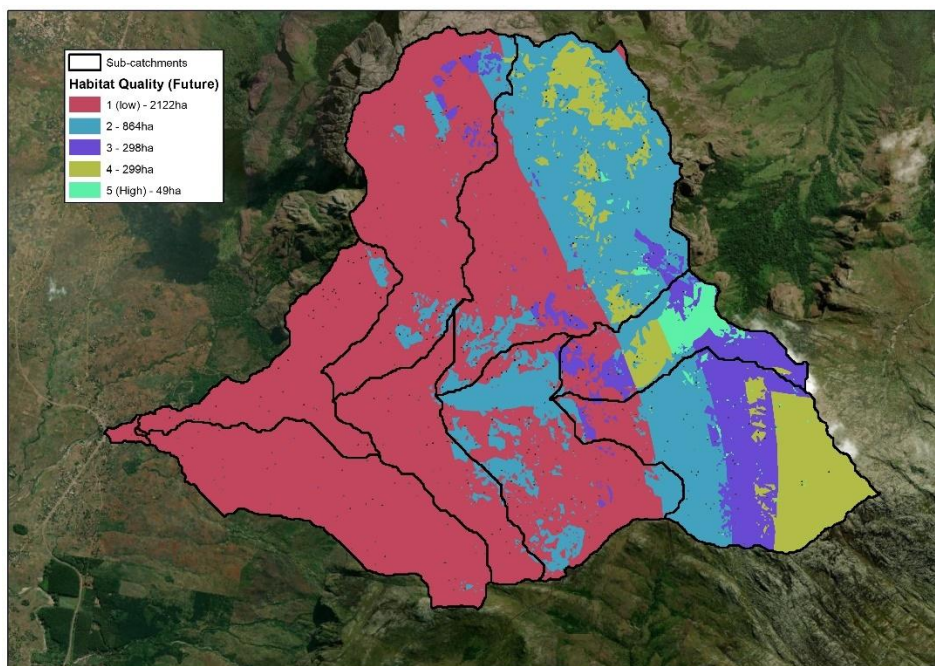 Sub-catchments
Habitat Quality (Future)
1 (low) - 2122ha
2 - 864ha
3 - 298ha
4 - 299ha
5 (High) - 49ha